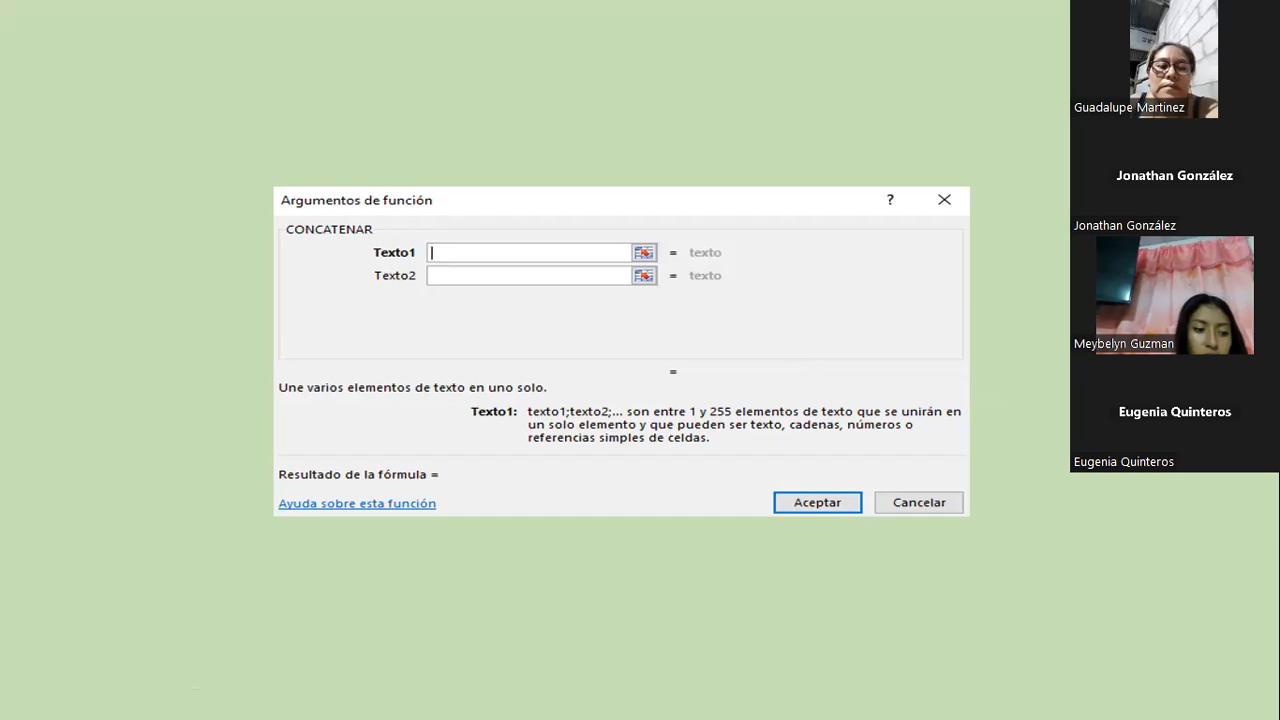 Argumentos de función
?
CONCATENAR
Texto1 = texto
Texto2 = texto
=
Une varios elementos de texto en uno solo.
Texto1: texto1;texto2;... son entre 1 y 255 elementos de texto que se unirán en
un solo elemento y que pueden ser texto, cadenas, números o
referencias simples de celdas.
Resultado de la fórmula =
Ayuda sobre esta función
Aceptar
Cancelar
Guadalupe Martinez
Jonathan González
Jonathan González
Meybelyn Guzman
Eugenia Quinteros
Eugenia Quinteros